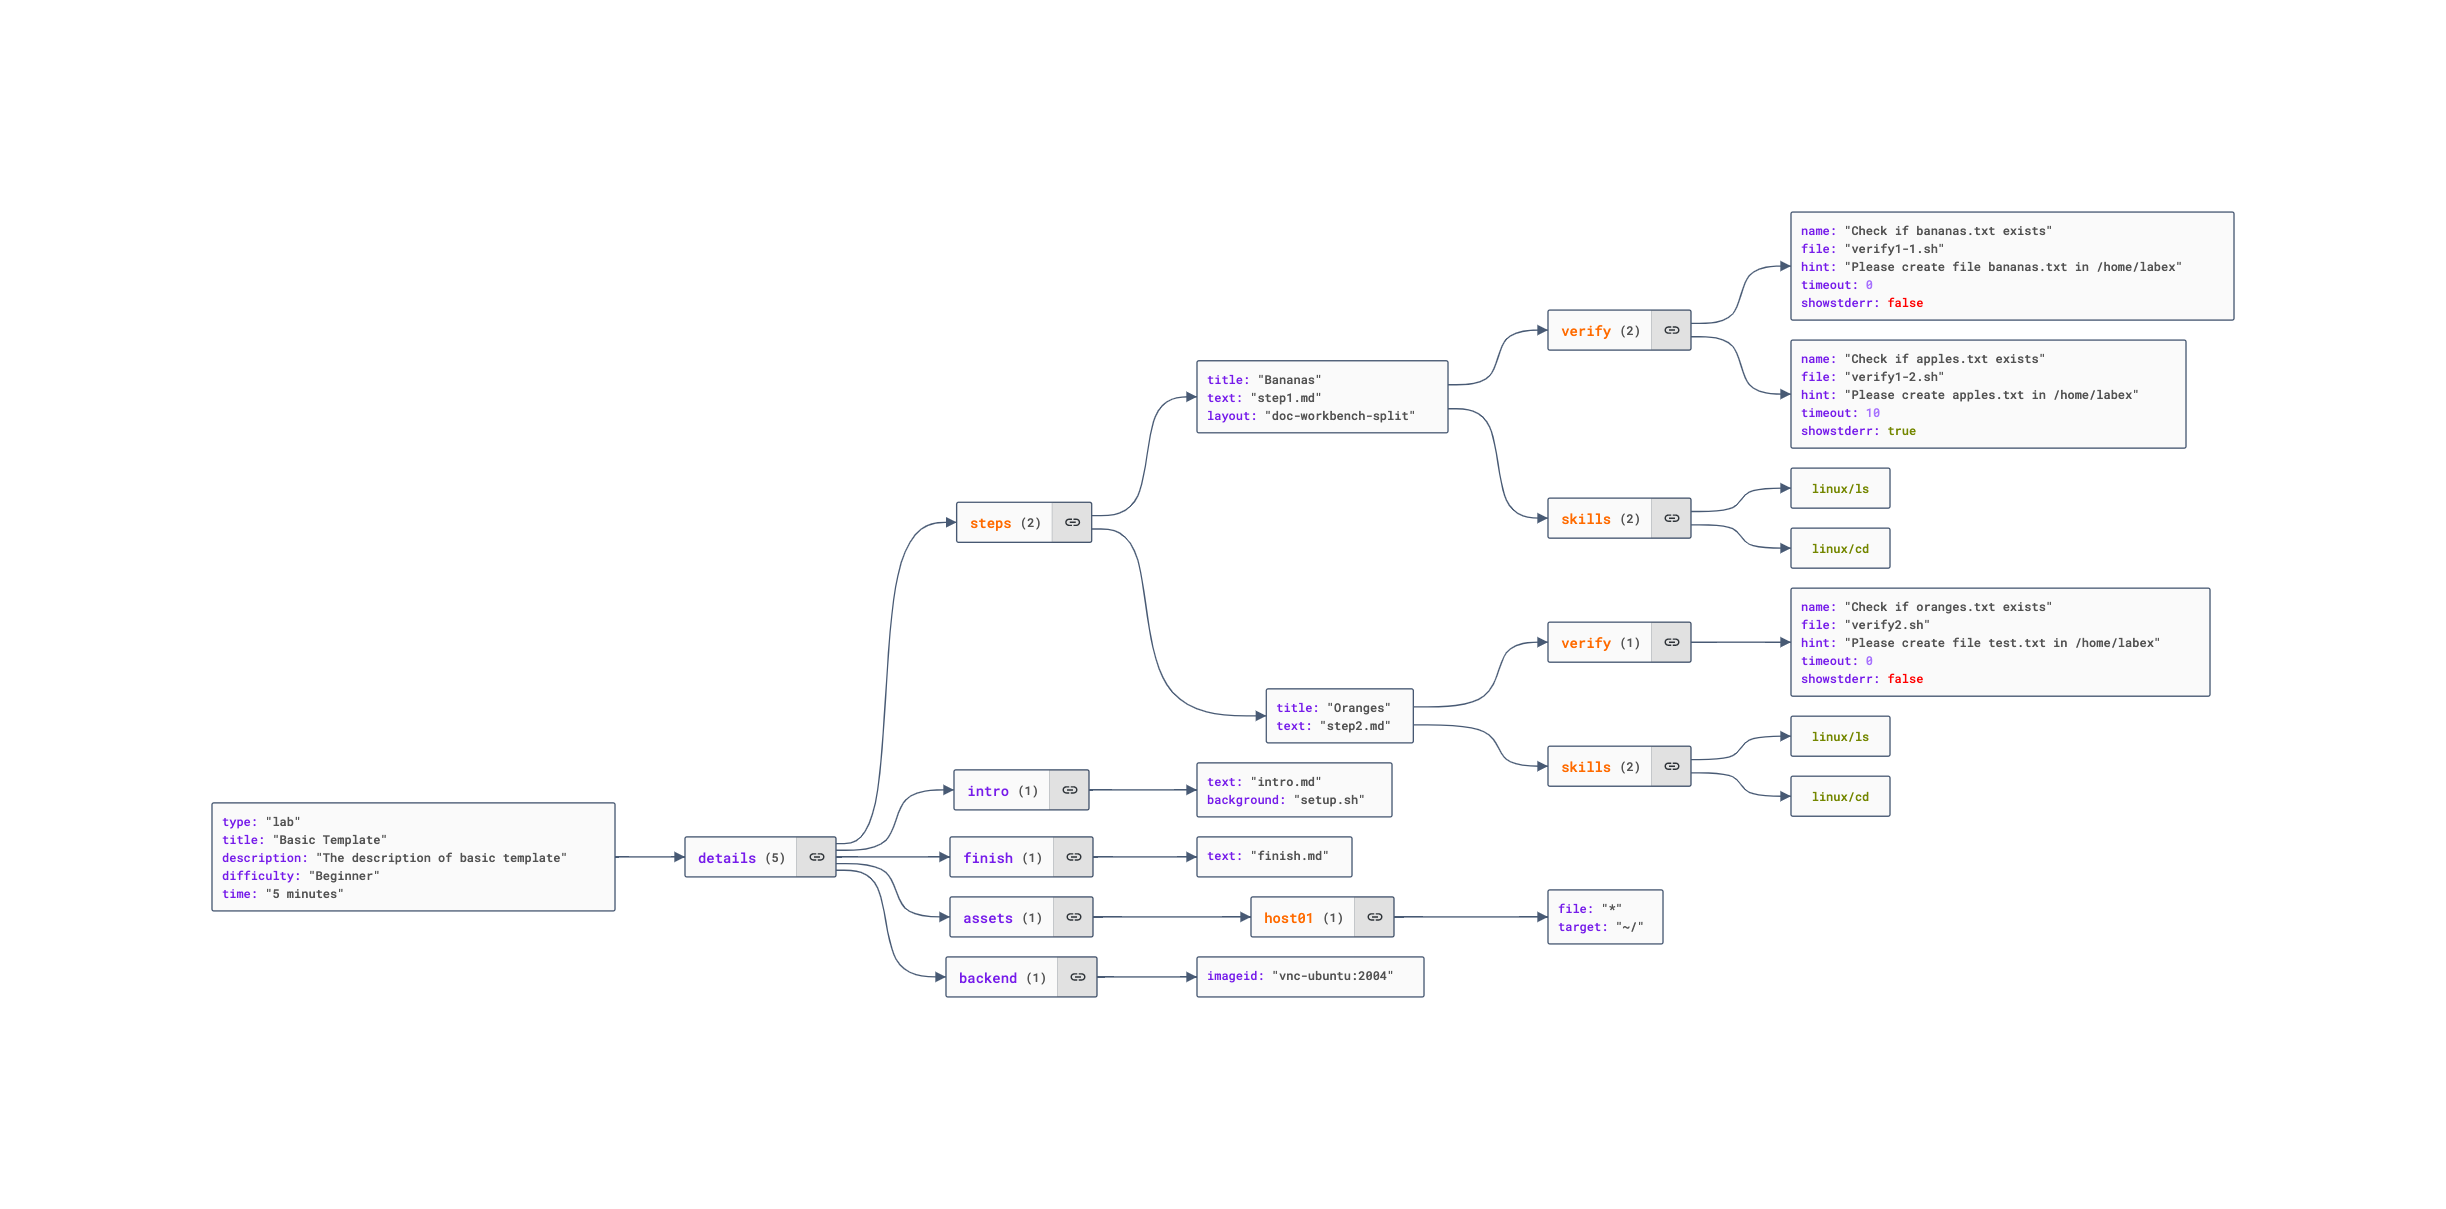 type: "lab"
title: "Basic Template"
description: "The description of basic template"
difficulty: "Beginner"
time: "5 minutes"
details (5)
steps (2)
title: "Bananas"
text: "step1.md"
layout: "doc-workbench-split"
verify (2)
name: "Check if bananas.txt exists"
file: "verify1-1.sh"
hint: "Please create file bananas.txt in /home/labex"
timeout: 0
showstderr: false
name: "Check if apples.txt exists"
file: "verify1-2.sh"
hint: "Please create apples.txt in /home/labex"
timeout: 10
showstderr: true
skills (2)
linux/ls
linux/cd
title: "Oranges"
text: "step2.md"
verify (1)
name: "Check if oranges.txt exists"
file: "verify2.sh"
hint: "Please create file test.txt in /home/labex"
timeout: 0
showstderr: false
skills (2)
linux/ls
linux/cd
intro (1)
text: "intro.md"
background: "setup.sh"
finish (1)
text: "finish.md"
assets (1)
host01 (1)
file: "*"
target: "~/"
backend (1)
imageid: "vnc-ubuntu:2004"